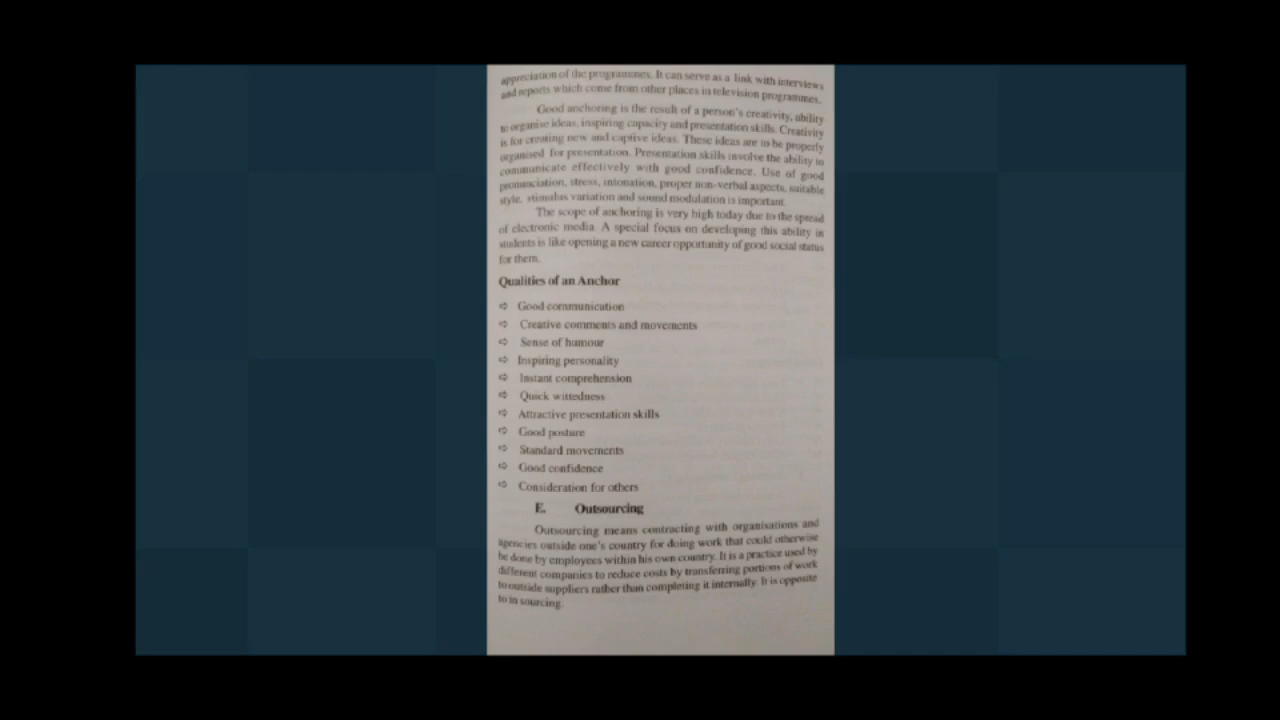 appreciation of the programmes. It can serve as a link with interviews
and reports which come from other places in television programmes.
Good anchoring is the result of a person's creativity, ability
to organise ideas, inspiring capacity and presentation skills. Creativity
is for creating new and captive ideas. These ideas are to be properly
organised for presentation. Presentation skills involve the ability to
communicate effectively with good confidence. Use of good
pronunciation, stress, intonation, proper non-verbal aspects, suitable
style, stimulus variation and sound modulation is important.
The scope of anchoring is very high today due to the spread
of electronic media. A special focus on developing this ability in
students is like opening a new career opportunity of good social status
for them.
Qualities of an Anchor
⇨ Good communication
⇨ Creative comments and movements
⇨ Sense of humour
⇨ Inspiring personality
⇨ Instant comprehension
⇨ Quick wittedness
⇨ Attractive presentation skills
⇨ Good posture
⇨ Standard movements
⇨ Good confidence
⇨ Consideration for others
E. Outsourcing
Outsourcing means contracting with organisations and
agencies outside one's country for doing work that could otherwise
be done by employees within his own country. It is a practice used by
different companies to reduce costs by transferring portions of work
to outside suppliers rather than completing it internally. It is opposite
to in sourcing.